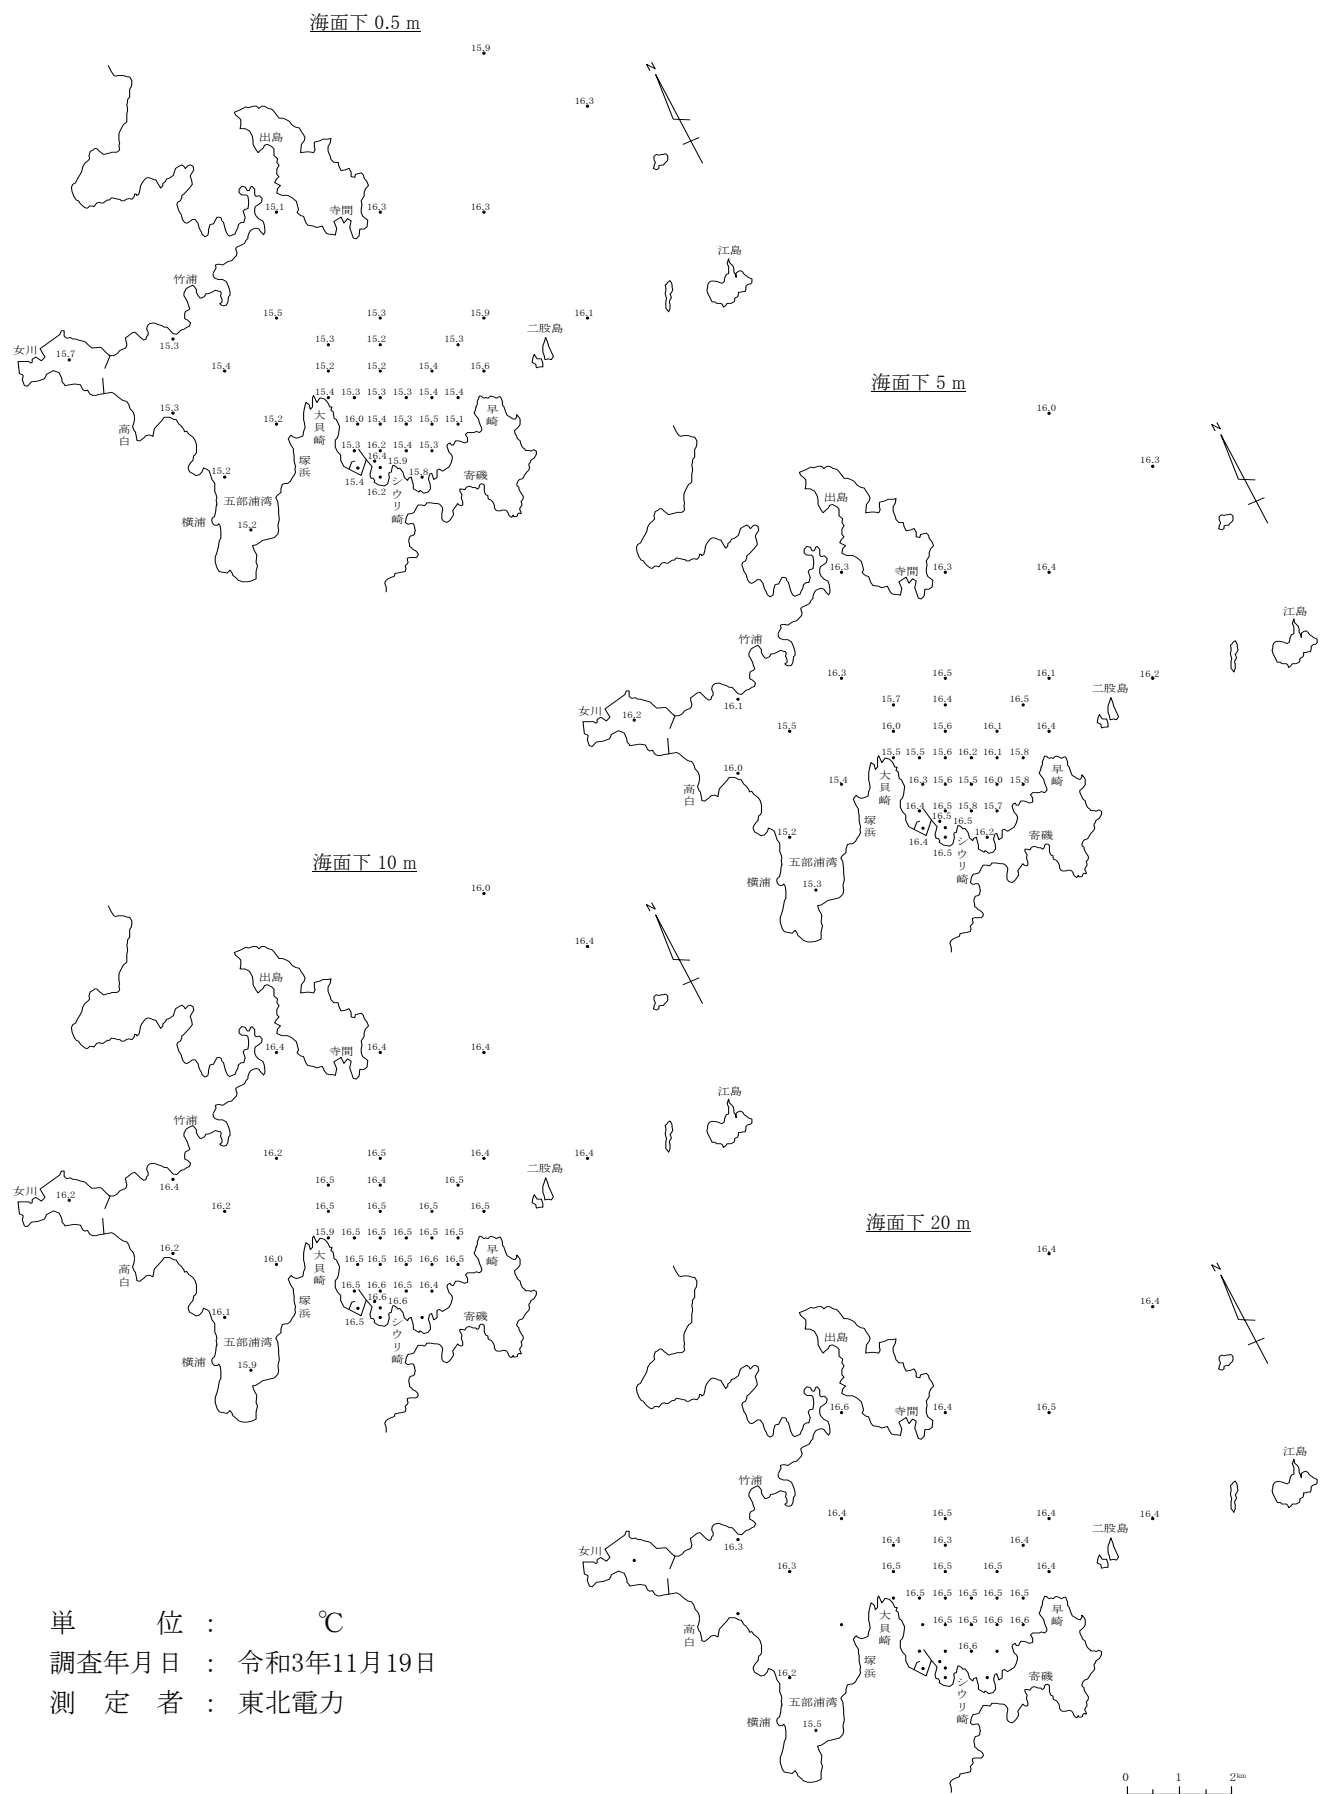 海面下 0.5 m
15.9
16.3
N
出島
15.1
寺間
16.3
16.3
江島
竹浦
15.5
15.3
15.9
16.1
二股島
15.3
15.3
15.2
15.3
女川
15.7
15.4
15.2
15.2
15.4
15.6
15.4
15.3
15.3
15.3
15.4
15.4
15.3
高白
15.2
大貝崎
16.0
15.4
15.3
15.5
15.1
早崎
15.3
16.2
15.4
15.3
塚浜
16.4
15.9
15.2
15.4
16.2
15.8
寄磯
シウリ崎
五部浦湾
横浦
15.2
海面下 5 m
16.0
16.3
N
出島
16.3
寺間
16.3
16.4
江島
竹浦
16.3
16.5
16.1
16.2
二股島
16.1
15.7
16.4
16.5
女川
16.2
15.5
16.0
15.6
16.1
16.4
15.5
15.5
15.6
16.2
16.1
15.8
16.0
高白
15.4
大貝崎
16.3
15.6
15.5
16.0
15.8
早崎
16.4
16.5
15.8
15.7
塚浜
16.5
16.5
15.2
16.4
16.5
16.2
寄磯
シウリ崎
五部浦湾
横浦
15.3
海面下 10 m
16.0
16.4
N
出島
16.4
寺間
16.4
16.4
江島
竹浦
16.2
16.5
16.4
16.4
二股島
16.4
16.5
16.4
16.5
女川
16.2
16.2
16.5
16.5
16.5
16.5
15.9
16.5
16.5
16.5
16.5
16.5
16.2
高白
16.0
大貝崎
16.5
16.5
16.5
16.6
16.5
早崎
16.5
16.6
16.5
16.4
塚浜
16.6
16.6
16.1
16.5
寄磯
シウリ崎
五部浦湾
横浦
15.9
海面下 20 m
16.4
16.4
N
出島
16.6
寺間
16.4
16.5
江島
竹浦
16.4
16.5
16.4
16.4
二股島
16.3
16.4
16.3
16.4
女川
16.3
16.5
16.5
16.5
16.4
16.5
16.5
16.5
16.5
16.5
高白
大貝崎
16.5
16.5
16.6
16.6
早崎
16.6
塚浜
16.2
寄磯
シウリ崎
五部浦湾
横浦
15.5
単 位 : ℃
調査年月日 : 令和3年11月19日
測 定 者 : 東北電力
0 1 2km